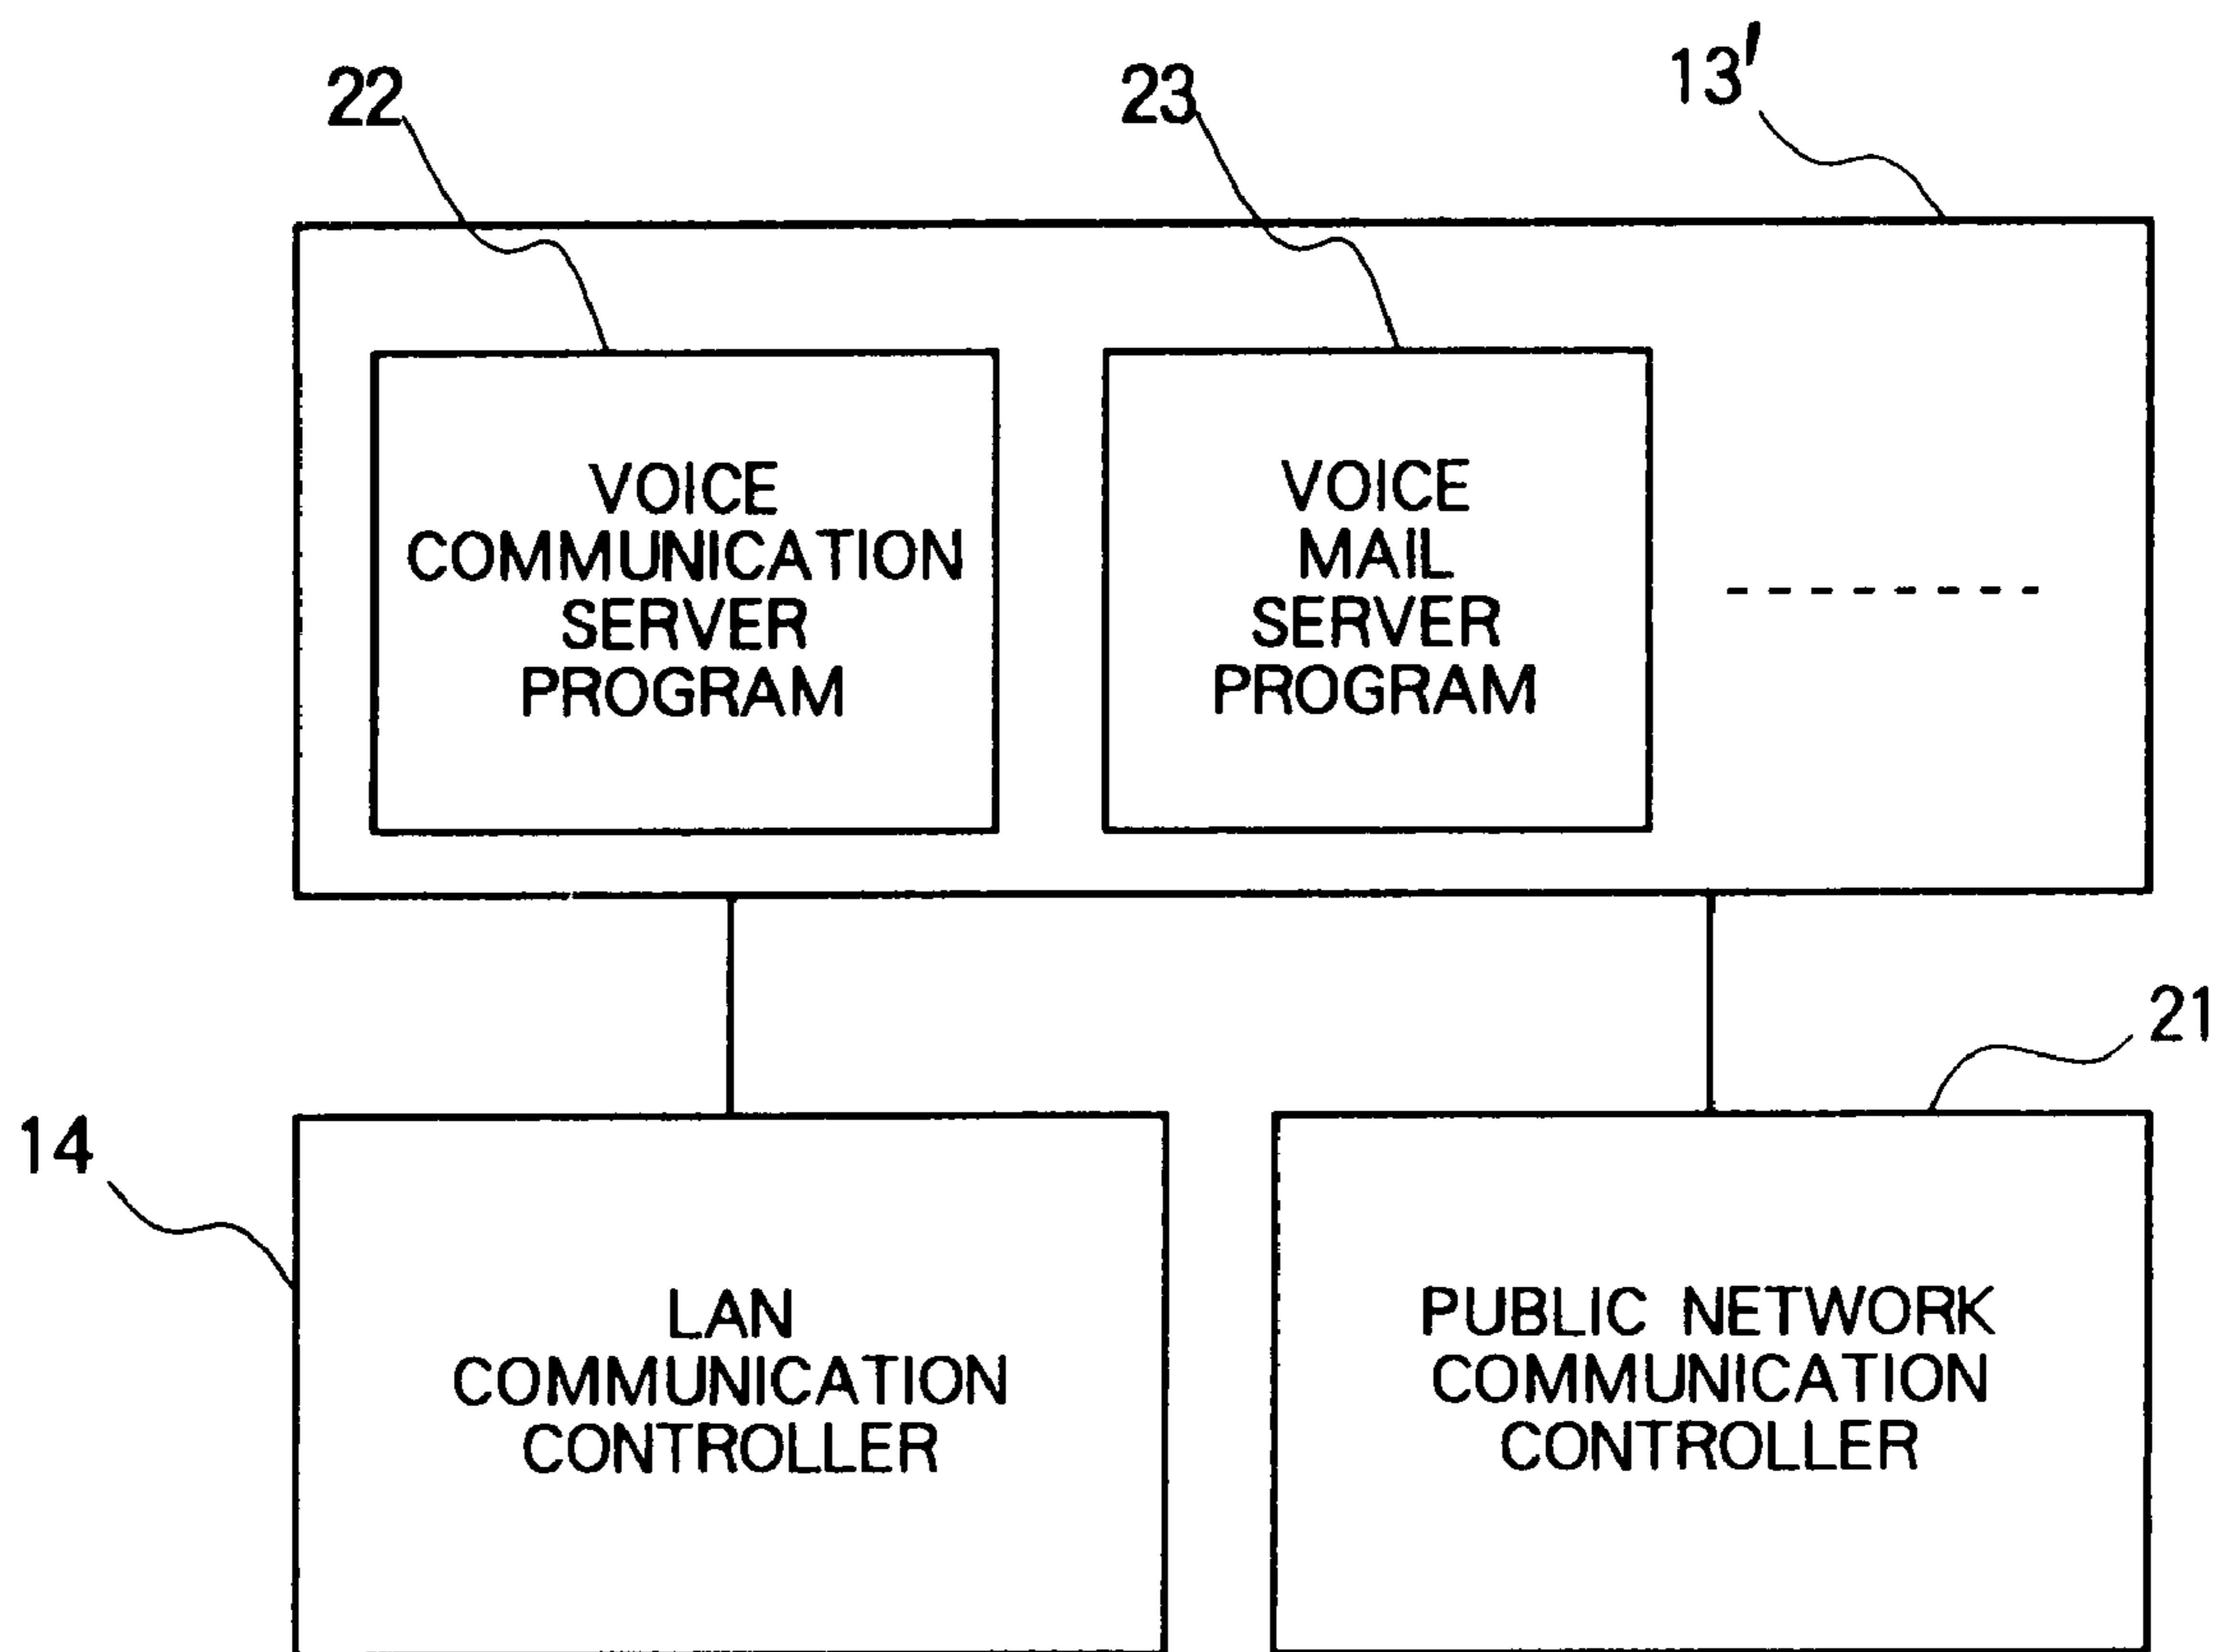 22
23
13'
VOICE
COMMUNICATION
SERVER
PROGRAM
VOICE
MAIL
SERVER
PROGRAM
21
14
LAN
COMMUNICATION
CONTROLLER
PUBLIC NETWORK
COMMUNICATION
CONTROLLER